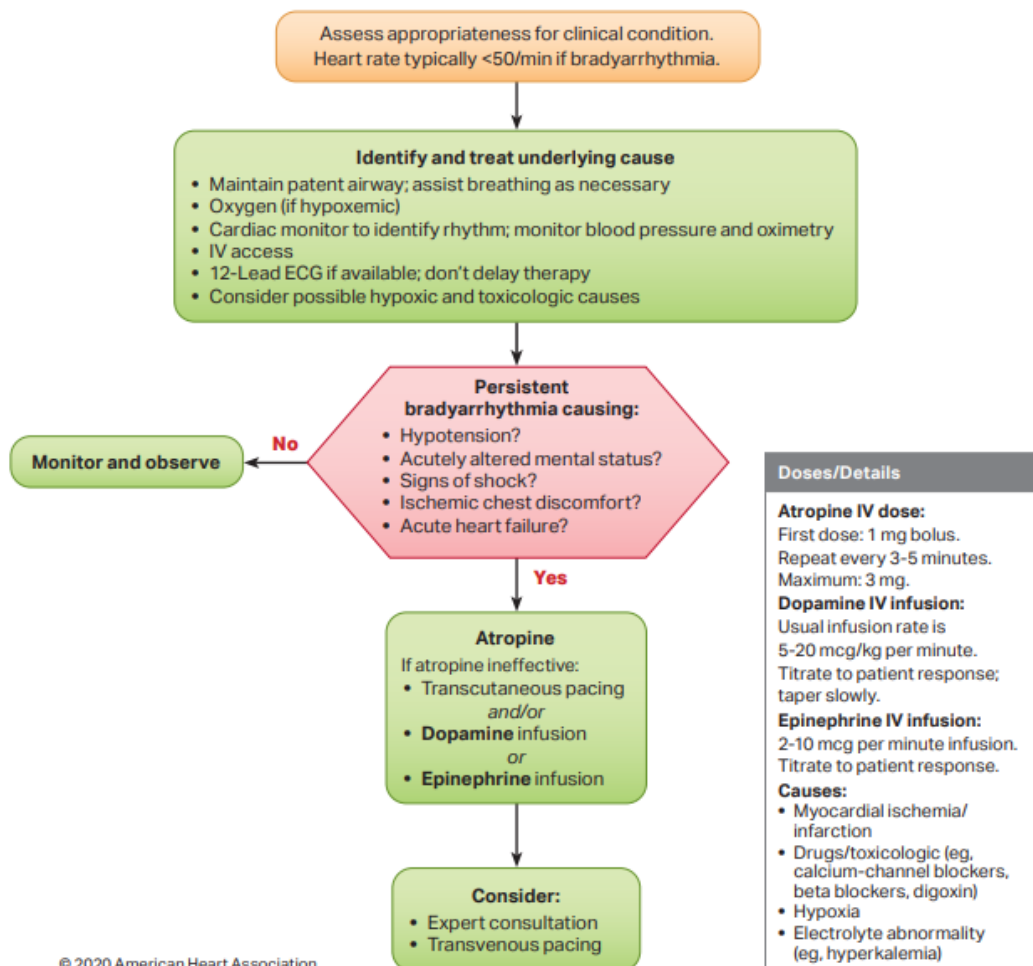 Assess appropriateness for clinical condition.
Heart rate typically <50/min if bradyarrhythmia.
Identify and treat underlying cause
• Maintain patent airway; assist breathing as necessary
• Oxygen (if hypoxemic)
• Cardiac monitor to identify rhythm; monitor blood pressure and oximetry
• IV access
• 12-Lead ECG if available; don't delay therapy
• Consider possible hypoxic and toxicologic causes
Persistent
bradyarrhythmia causing:
• Hypotension?
• Acutely altered mental status?
• Signs of shock?
• Ischemic chest discomfort?
• Acute heart failure?
No
Monitor and observe
Yes
Atropine
If atropine ineffective:
• Transcutaneous pacing
and/or
• Dopamine infusion
or
• Epinephrine infusion
Consider:
• Expert consultation
• Transvenous pacing
Doses/Details
Atropine IV dose:
First dose: 1 mg bolus.
Repeat every 3-5 minutes.
Maximum: 3 mg.
Dopamine IV infusion:
Usual infusion rate is
5-20 mcg/kg per minute.
Titrate to patient response;
taper slowly.
Epinephrine IV infusion:
2-10 mcg per minute infusion.
Titrate to patient response.
Causes:
• Myocardial ischemia/
infarction
• Drugs/toxicologic (eg,
calcium-channel blockers,
beta blockers, digoxin)
• Hypoxia
• Electrolyte abnormality
(eg, hyperkalemia)
© 2020 American Heart Association